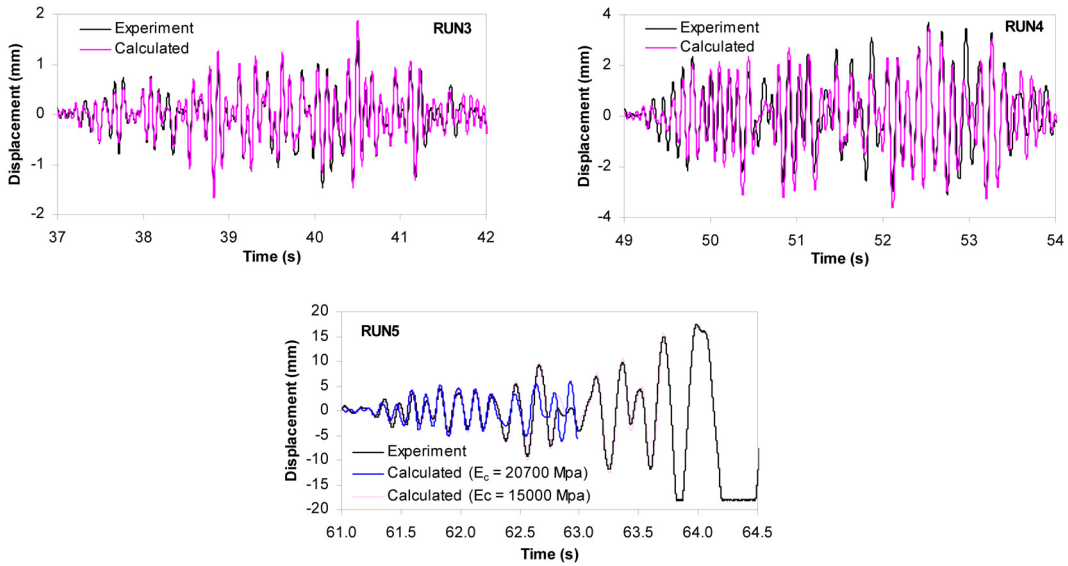 2
1
0
-1
-2
Displacement (mm)
Experiment
Calculated
RUN3
37 38 39 40 41 42
Time (s)
4
2
0
-2
-4
Displacement (mm)
Experiment
Calculated
RUN4
49 50 51 52 53 54
Time (s)
20
15
10
5
0
-5
-10
-15
-20
Displacement (mm)
RUN5
Experiment
Calculated (Ec = 20700 Mpa)
Calculated (Ec = 15000 MPa)
61.0 61.5 62.0 62.5 63.0 63.5 64.0 64.5
Time (s)